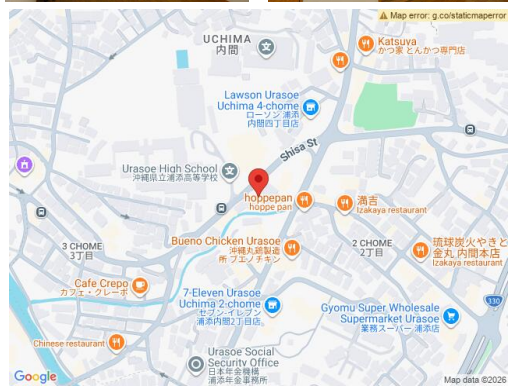 Map error: g.co/staticmaperror
UCHIMA
内間
Katsuya
かつ家 とんかつ専門店
Lawson Urasoe
Uchima 4-chome
ローソン 浦添
内間四丁目店
Shisa St
Urasoe High School
沖縄県立浦添高等学校
hoppepan
hoppe pan
満吉
Izakaya restaurant
3 CHOME
3丁目
Bueno Chicken Urasoe
沖縄丸鶏製造
所 ブエノチキン
2 CHOME
2丁目
琉球炭火やきと
金丸 内間本店
Izakaya restaurant
Cafe Crepo
カフェ・クレーポ
7-Eleven Urasoe
Uchima 2-chome
セブン-イレブン
浦添内間2丁目店
330
Gyomu Super Wholesale
Supermarket Urasoe
業務スーパー 浦添店
Chinese restaurant
Urasoe Social
Security Office
日本年金機構
浦添年金事務所
Google
Map data ©2026